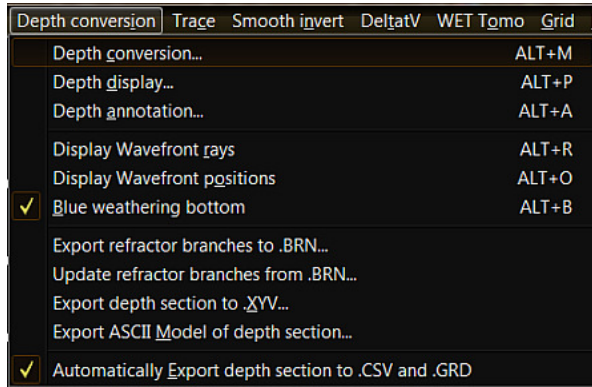 Depth conversion Trace Smooth invert DeltatV WET Tomo Grid
Depth conversion... ALT+M
Depth display... ALT+P
Depth annotation... ALT+A
Display Wavefront rays ALT+R
Display Wavefront positions ALT+O
Blue weathering bottom ALT+B
Export refractor branches to .BRN...
Update refractor branches from .BRN...
Export depth section to .XYV...
Export ASCII Model of depth section...
Automatically Export depth section to .CSV and .GRD